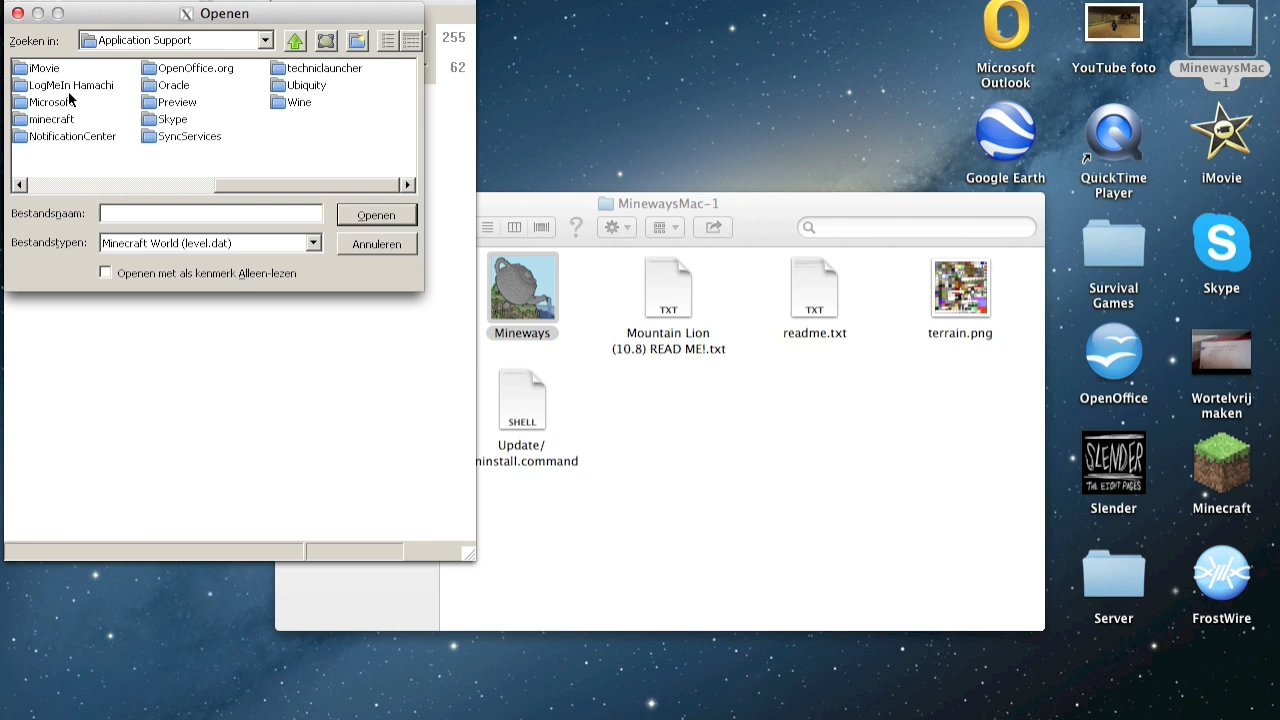 Openen
Zoeken in:
Application Support
iMovie
LogMeIn Hamachi
Microsoft
minecraft
NotificationCenter
OpenOffice.org
Oracle
Preview
Skype
SyncServices
techniclauncher
Ubiquity
Wine
Bestandsnaam:
Openen
Bestandstypen:
Minecraft World (level.dat)
Annuleren
Openen met als kenmerk Alleen-lezen
255
62
MinewaysMac-1
?
Mineways
TXT
Mountain Lion
(10.8) READ ME!.txt
TXT
readme.txt
terrain.png
SHELL
Update/
ninstall.command
Microsoft
Outlook
YouTube foto
MinewaysMac
-1
Google Earth
QuickTime
Player
iMovie
Survival
Games
Skype
OpenOffice
Wortelvrij
maken
SLENDER
THE EIGHT PAGES
Slender
Minecraft
Server
FrostWire